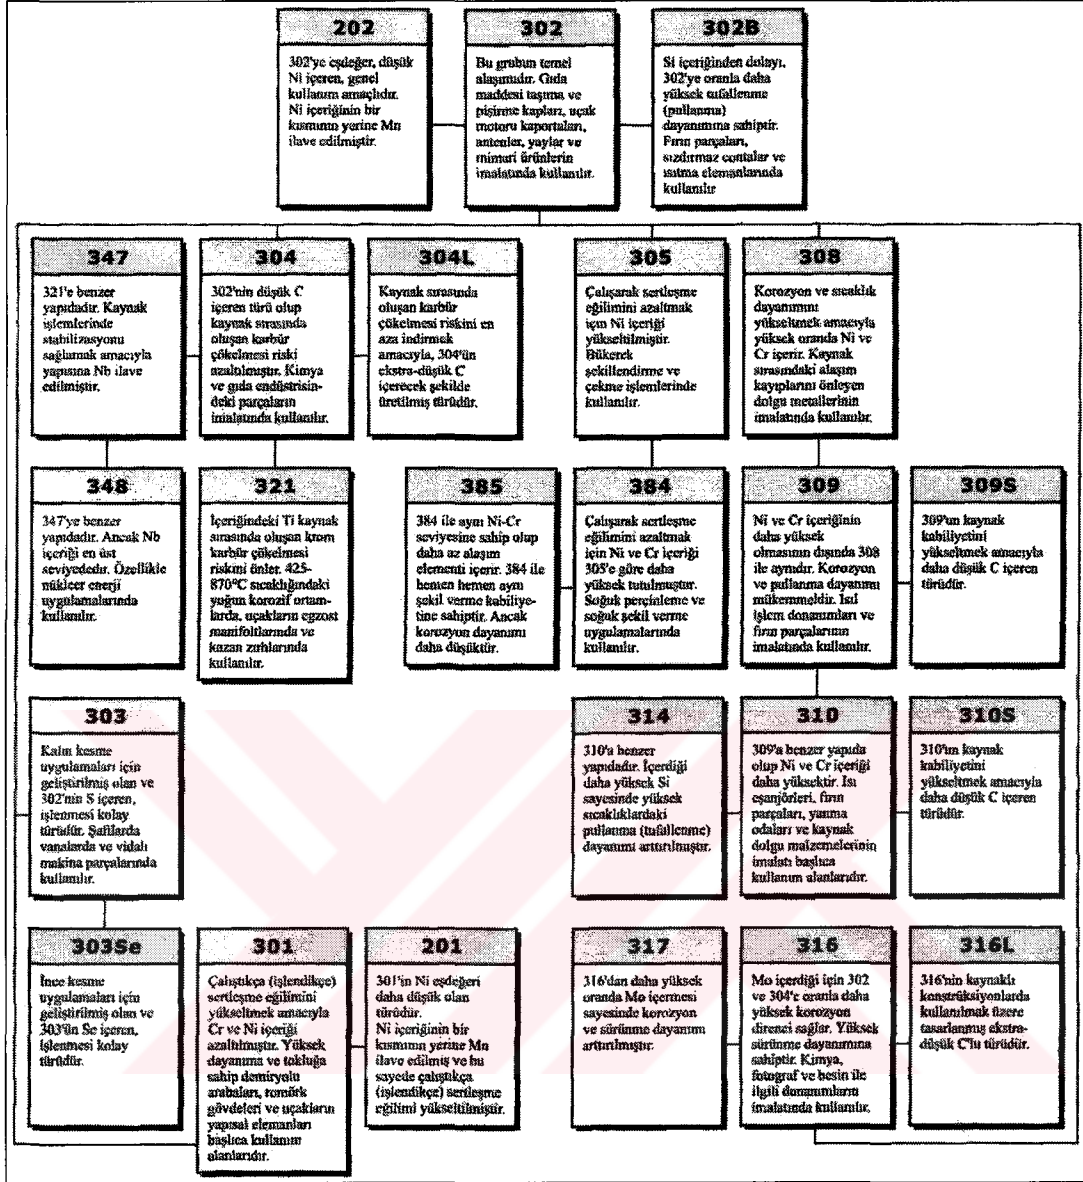 202
302'ye eşdeğer, düşük
Ni içeren, genel
kullanım amaçlıdır.
Ni içeriğinin bir
kısmının yerine Mn
ilave edilmiştir.
302
Bu grubun temel
alaşımıdır. Gıda
maddesi taşıma ve
pişirme kapları, uçak
motoru kaportaları,
antenler, yaylar ve
mimari ürünlerin
imalatında kullanılır.
302B
Si içeriğinden dolayı,
302'ye oranla daha
yüksek tufallenme
(pullanma)
dayanımına sahiptir.
Fırın parçaları,
sızdırmaz contalar ve
ısıtma elemanlarında
kullanılır
347
321'e benzer
yapıdadır. Kaynak
işlemlerinde
stabilizasyonu
sağlamak amacıyla
yapısına Nb ilave
edilmiştir.
304
302'nin düşük C
içeren türü olup
kaynak sırasında
oluşan karbür
çökelmesi riski
azaltılmıştır. Kimya
ve gıda endüstrisin-
deki parçaların
imalatında kullanılır.
304L
Kaynak sırasında
oluşan karbür
çökelmesi riskini en
aza indirmek
amacıyla, 304'ün
ekstra-düşük C
içerecek şekilde
üretilmiş türüdür.
305
Çalışarak sertleşme
eğilimini azaltmak
için Ni içeriği
yükseltilmiştir.
Bükerek
şekillendirme ve
çekme işlemlerinde
kullanılır.
308
Korozyon ve sıcaklık
dayanımını
yükseltmek amacıyla
yüksek oranda Ni ve
Cr içerir. Kaynak
sırasındaki alaşım
kayıplarını önleyen
dolgu metallerinin
imalatında kullanılır.
348
347'ye benzer
yapıdadır. Ancak Nb
içeriği en üst
seviyededir. Özellikle
nükleer enerji
uygulamalarında
kullanılır.
321
İçeriğindeki Ti kaynak
sırasında oluşan krom
karbür çökelmesi
riskini önler. 425-
870°C sıcaklığındaki
yoğun korozif ortam-
larda, uçakların egzost
manifoltlarında ve
kazan zırhlarında
kullanılır.
385
384 ile aynı Ni-Cr
seviyesine sahip olup
daha az alaşım
elementi içerir. 384 ile
hemen hemen aynı
şekil verme kabiliye-
tine sahiptir. Ancak
korozyon dayanımı
daha düşüktür.
384
Çalışarak sertleşme
eğilimini azaltmak
için Ni ve Cr içeriği
305'e göre daha
yüksek tutulmuştur.
Soğuk perçinleme ve
soğuk şekil verme
uygulamalarında
kullanılır.
309
Ni ve Cr içeriğinin
daha yüksek
olmasının dışında 308
ile aynıdır. Korozyon
ve pullanma dayanımı
mükemmeldir. Isıl
işlem donanımları ve
fırın parçalarının
imalatında kullanılır.
309S
309'un kaynak
kabiliyetini
yükseltmek amacıyla
daha düşük C içeren
türüdür.
303
Kalın kesme
uygulamaları için
geliştirilmiş olan ve
302'nin S içeren,
işlenmesi kolay
türüdür. Şaftlarda
vanalarda ve vidalı
makina parçalarında
kullanılır.
314
310'a benzer
yapıdadır. İçerdiği
daha yüksek Si
sayesinde yüksek
sıcaklıklardaki
pullanma (tufallenme)
dayanımı arttırılmıştır.
310
309'a benzer yapıda
olup Ni ve Cr içeriği
daha yüksektir. Isı
eşanjörleri, fırın
parçaları, yanma
odaları ve kaynak
dolgu malzemelerinin
imalatı başlıca
kullanım alanlarıdır.
310S
310'un kaynak
kabiliyetini
yükseltmek amacıyla
daha düşük C içeren
türüdür.
303Se
İnce kesme
uygulamaları için
geliştirilmiş olan ve
303'ün Se içeren,
işlenmesi kolay
türüdür.
301
Çalıştıkça (işlendikçe)
sertleşme eğilimini
yükseltmek amacıyla
Cr ve Ni içeriği
azaltılmıştır. Yüksek
dayanıma ve tokluğa
sahip demiryolu
arabaları, romörk
gövdeleri ve uçakların
yapısal elemanları
başlıca kullanım
alanlarıdır.
201
301'in Ni eşdeğeri
daha düşük olan
türüdür.
Ni içeriğinin bir
kısmının yerine Mn
ilave edilmiş ve bu
sayede çalıştıkça
(işlendikçe) sertleşme
eğilimi yükseltilmiştir.
317
316'dan daha yüksek
oranda Mo içermesi
sayesinde korozyon
ve sürünme dayanımı
arttırılmıştır.
316
Mo içerdiği için 302
ve 304'e oranla daha
yüksek korozyon
direnci sağlar. Yüksek
sürünme dayanımına
sahiptir. Kimya,
fotograf ve besin ile
ilgili donanımların
imalatında kullanılır.
316L
316'nin kaynaklı
konstrüksiyonlarda
kullanılmak üzere
tasarlanmış ekstra-
düşük C'lu türüdür.